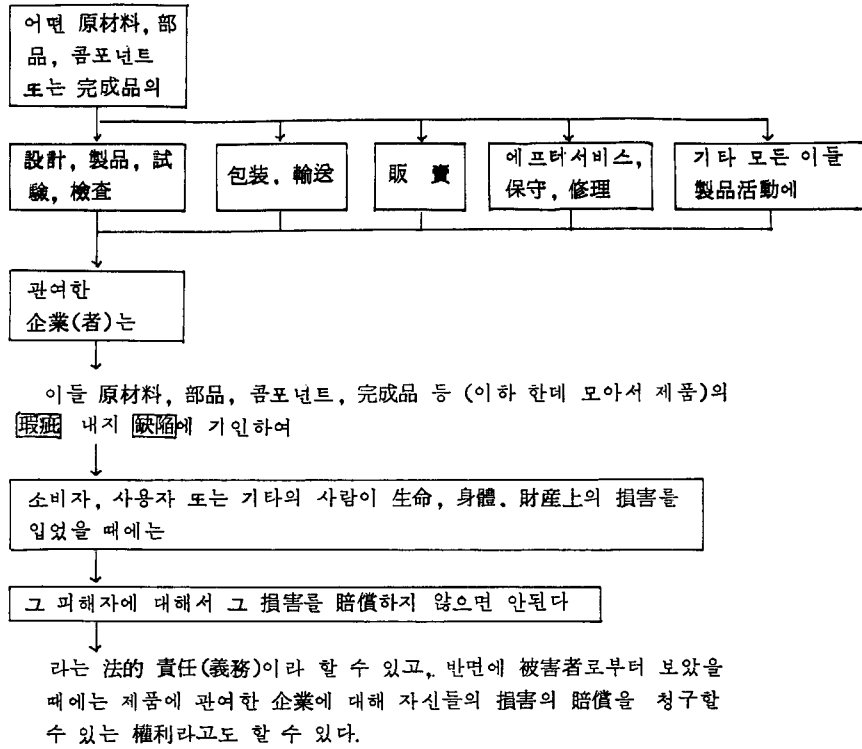 어떤 原材料, 部
品, 콤포넌트
또는 完成品의
設計, 製品, 試
驗, 檢査
包装, 輸送
販 賣
에프터서비스,
保守, 修理
기타 모든 이들
製品活動에
관여한
企業(者)는
이들 原材料, 部品, 콤포넌트, 完成品 등 (이하 한데 모아서 제품)의
瑕疵 내지 缺陷에 기인하여
소비자, 사용자 또는 기타의 사람이 生命, 身體. 財産上의 損害를
입었을 때에는
그 피해자에 대해서 그 損害를 賠償하지 않으면 안된다
라는 法的 責任(義務)이라 할 수 있고,. 반면에 被害者로부터 보았을
때에는 제품에 관여한 企業에 대해 자신들의 損害의 賠償을 청구할
수 있는 權利라고도 할 수 있다.